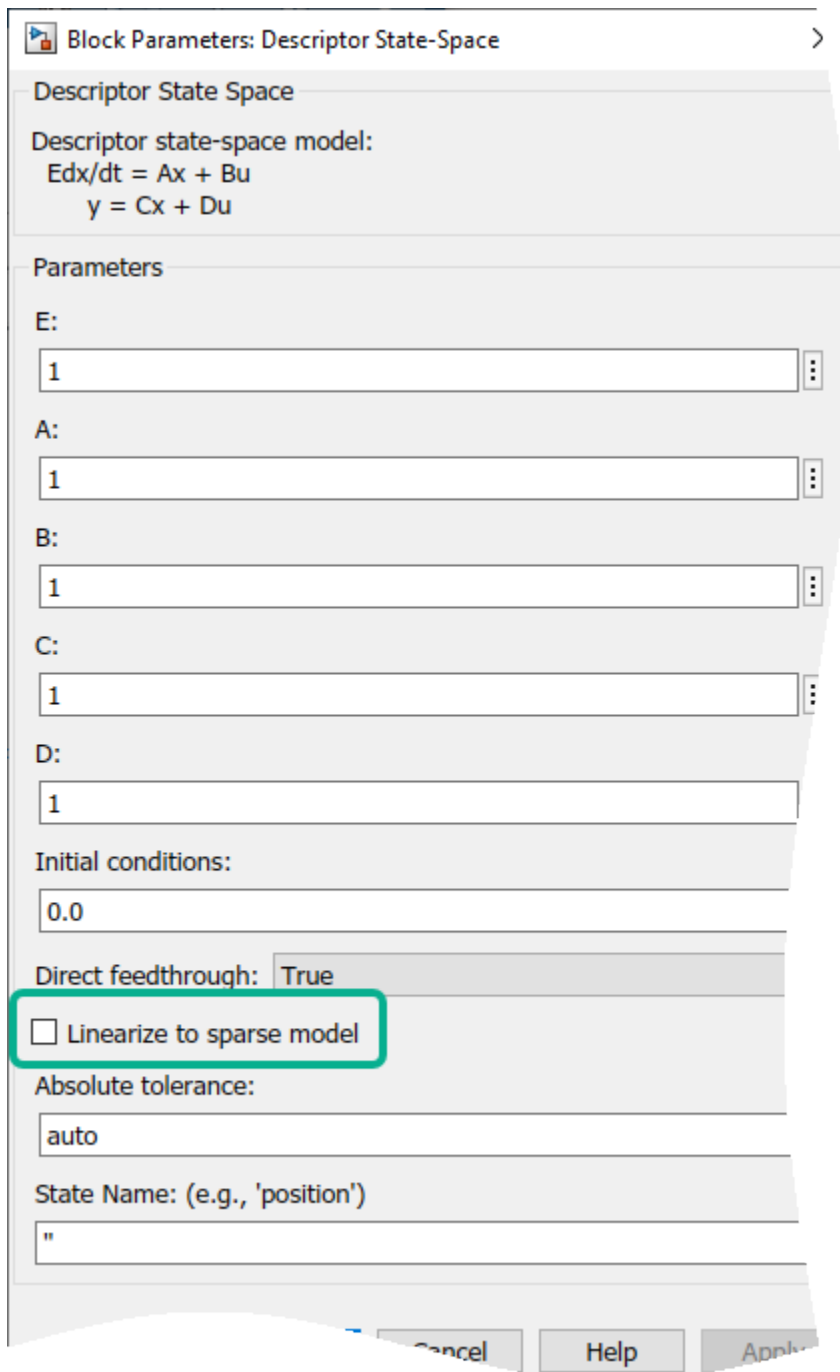 Block Parameters: Descriptor State-Space
Descriptor State Space
Descriptor state-space model:
Edx/dt = Ax + Bu
y = Cx + Du
Parameters
E:
1
A:
1
B:
1
C:
1
D:
1
Initial conditions:
0.0
Direct feedthrough: True
Linearize to sparse model
Absolute tolerance:
auto
State Name: (e.g., 'position')
''
Cancel Help Apply